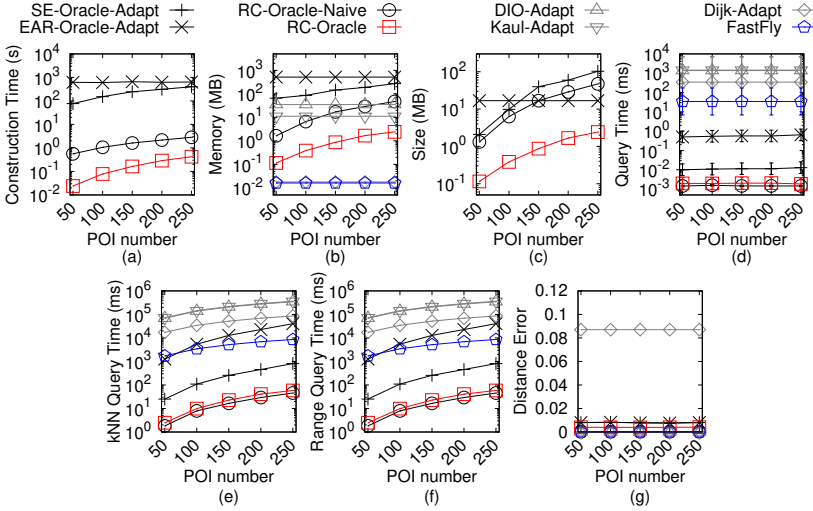 SE-Oracle-Adapt RC-Oracle-Naive DIO-Adapt Dijk-Adapt
EAR-Oracle-Adapt RC-Oracle Kaul-Adapt FastFly
Construction Time (s)
10^3
10^2
10^1
10^0
10^-1
10^-2
50 100 150 200 250
POI number
(a)
Memory (MB)
10^3
10^2
10^1
10^0
10^-1
10^-2
50 100 150 200 250
POI number
(b)
Size (MB)
10^2
10^1
10^0
10^-1
50 100 150 200 250
POI number
(c)
Query Time (ms)
10^3
10^2
10^1
10^0
10^-1
10^-2
10^-3
50 100 150 200 250
POI number
(d)
kNN Query Time (ms)
10^6
10^5
10^4
10^3
10^2
10^1
10^0
50 100 150 200 250
POI number
(e)
Range Query Time (ms)
10^6
10^5
10^4
10^3
10^2
10^1
10^0
50 100 150 200 250
POI number
(f)
Distance Error
0.12
0.1
0.08
0.06
0.04
0.02
0
50 100 150 200 250
POI number
(g)